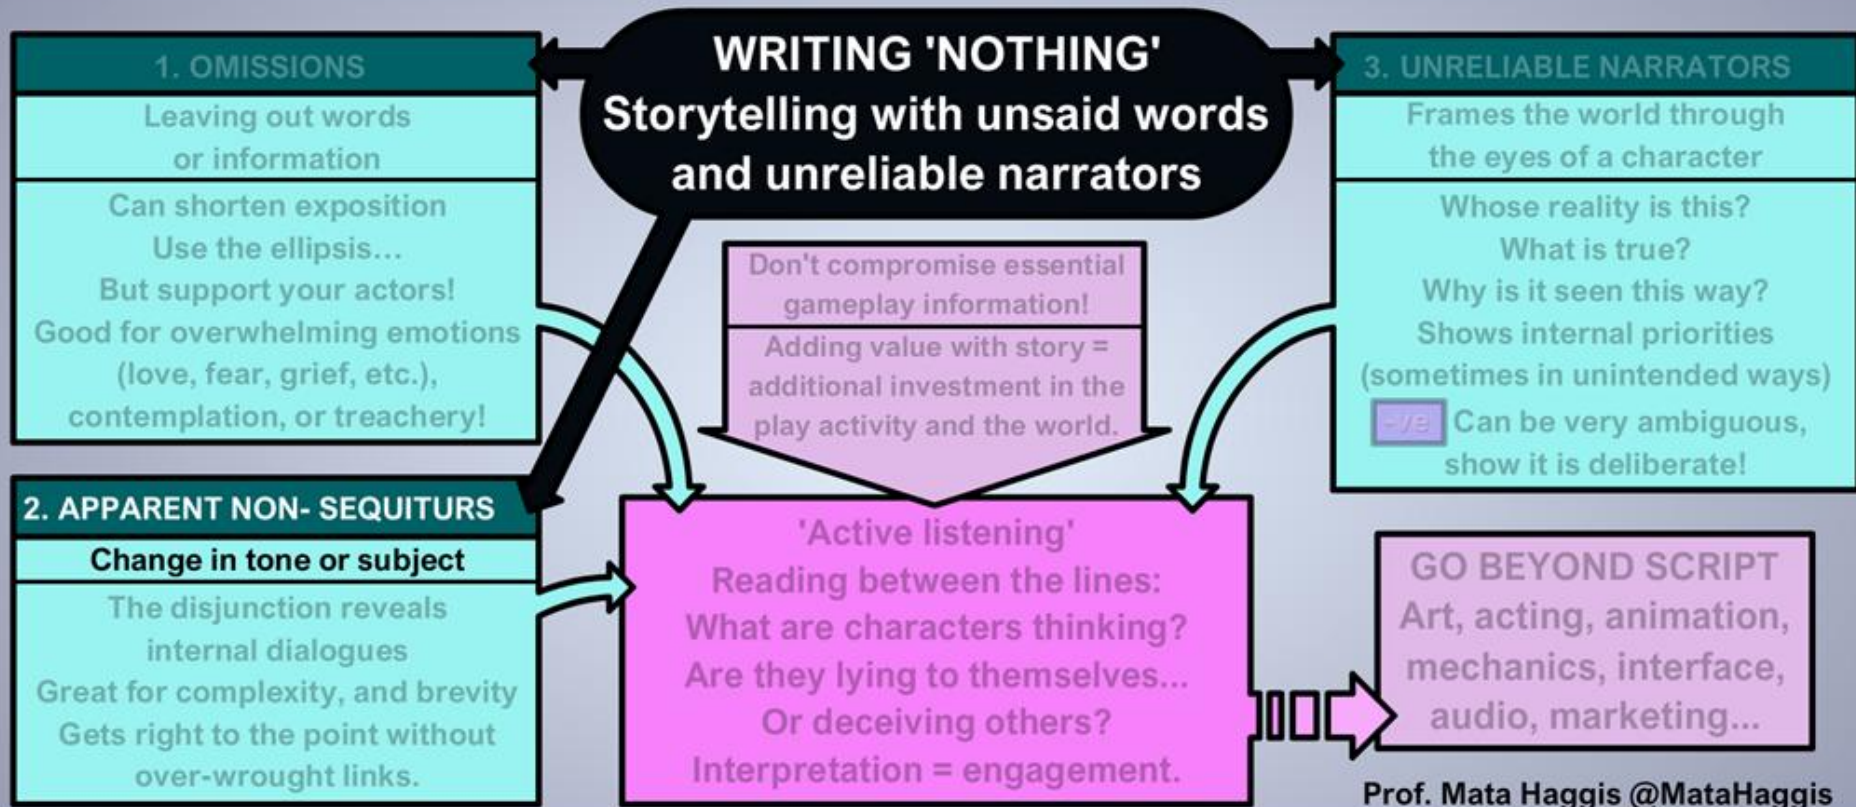 WRITING 'NOTHING'
Storytelling with unsaid words
and unreliable narrators
1. OMISSIONS
Leaving out words
or information
Can shorten exposition
Use the ellipsis...
But support your actors!
Good for overwhelming emotions
(love, fear, grief, etc.),
contemplation, or treachery!
2. APPARENT NON- SEQUITURS
Change in tone or subject
The disjunction reveals
internal dialogues
Great for complexity, and brevity
Gets right to the point without
over-wrought links.
3. UNRELIABLE NARRATORS
Frames the world through
the eyes of a character
Whose reality is this?
What is true?
Why is it seen this way?
Shows internal priorities
(sometimes in unintended ways)
-ve Can be very ambiguous,
show it is deliberate!
Don't compromise essential
gameplay information!
Adding value with story =
additional investment in the
play activity and the world.
'Active listening'
Reading between the lines:
What are characters thinking?
Are they lying to themselves...
Or deceiving others?
Interpretation = engagement.
GO BEYOND SCRIPT
Art, acting, animation,
mechanics, interface,
audio, marketing...
Prof. Mata Haggis @MataHaggis